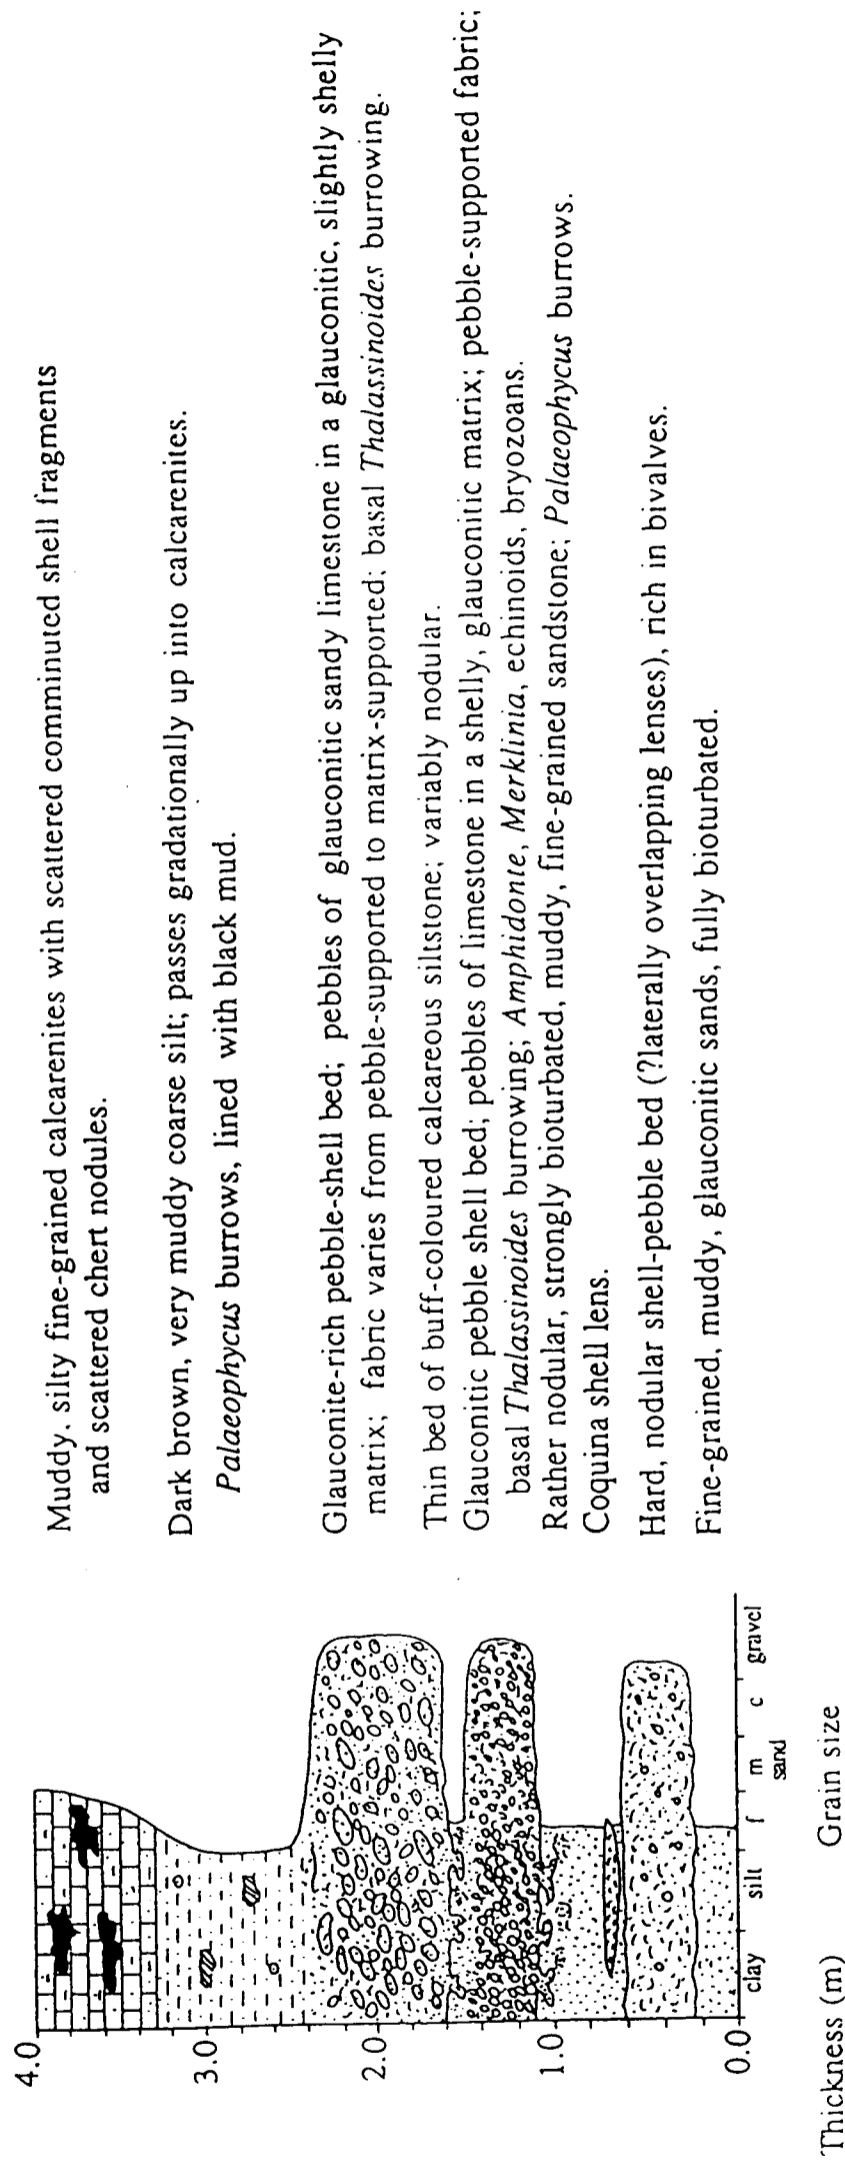 Muddy, silty fine-grained calcarenites with scattered comminuted shell fragments
and scattered chert nodules.
Dark brown, very muddy coarse silt; passes gradationally up into calcarenites.
Palaeophycus burrows, lined with black mud.
Glauconite-rich pebble-shell bed; pebbles of glauconitic sandy limestone in a glauconitic, slightly shelly
matrix; fabric varies from pebble-supported to matrix-supported; basal Thalassinoides burrowing.
Thin bed of buff-coloured calcareous siltstone; variably nodular.
Glauconitic pebble shell bed; pebbles of limestone in a shelly, glauconitic matrix; pebble-supported fabric;
basal Thalassinoides burrowing; Amphidonte, Merklinia, echinoids, bryozoans.
Rather nodular, strongly bioturbated, muddy, fine-grained sandstone; Palaeophycus burrows.
Coquina shell lens.
Hard, nodular shell-pebble bed (?laterally overlapping lenses), rich in bivalves.
Fine-grained, muddy, glauconitic sands, fully bioturbated.
4.0
3.0
2.0
1.0
0.0
clay silt f m c gravel
sand
Thickness (m) Grain size